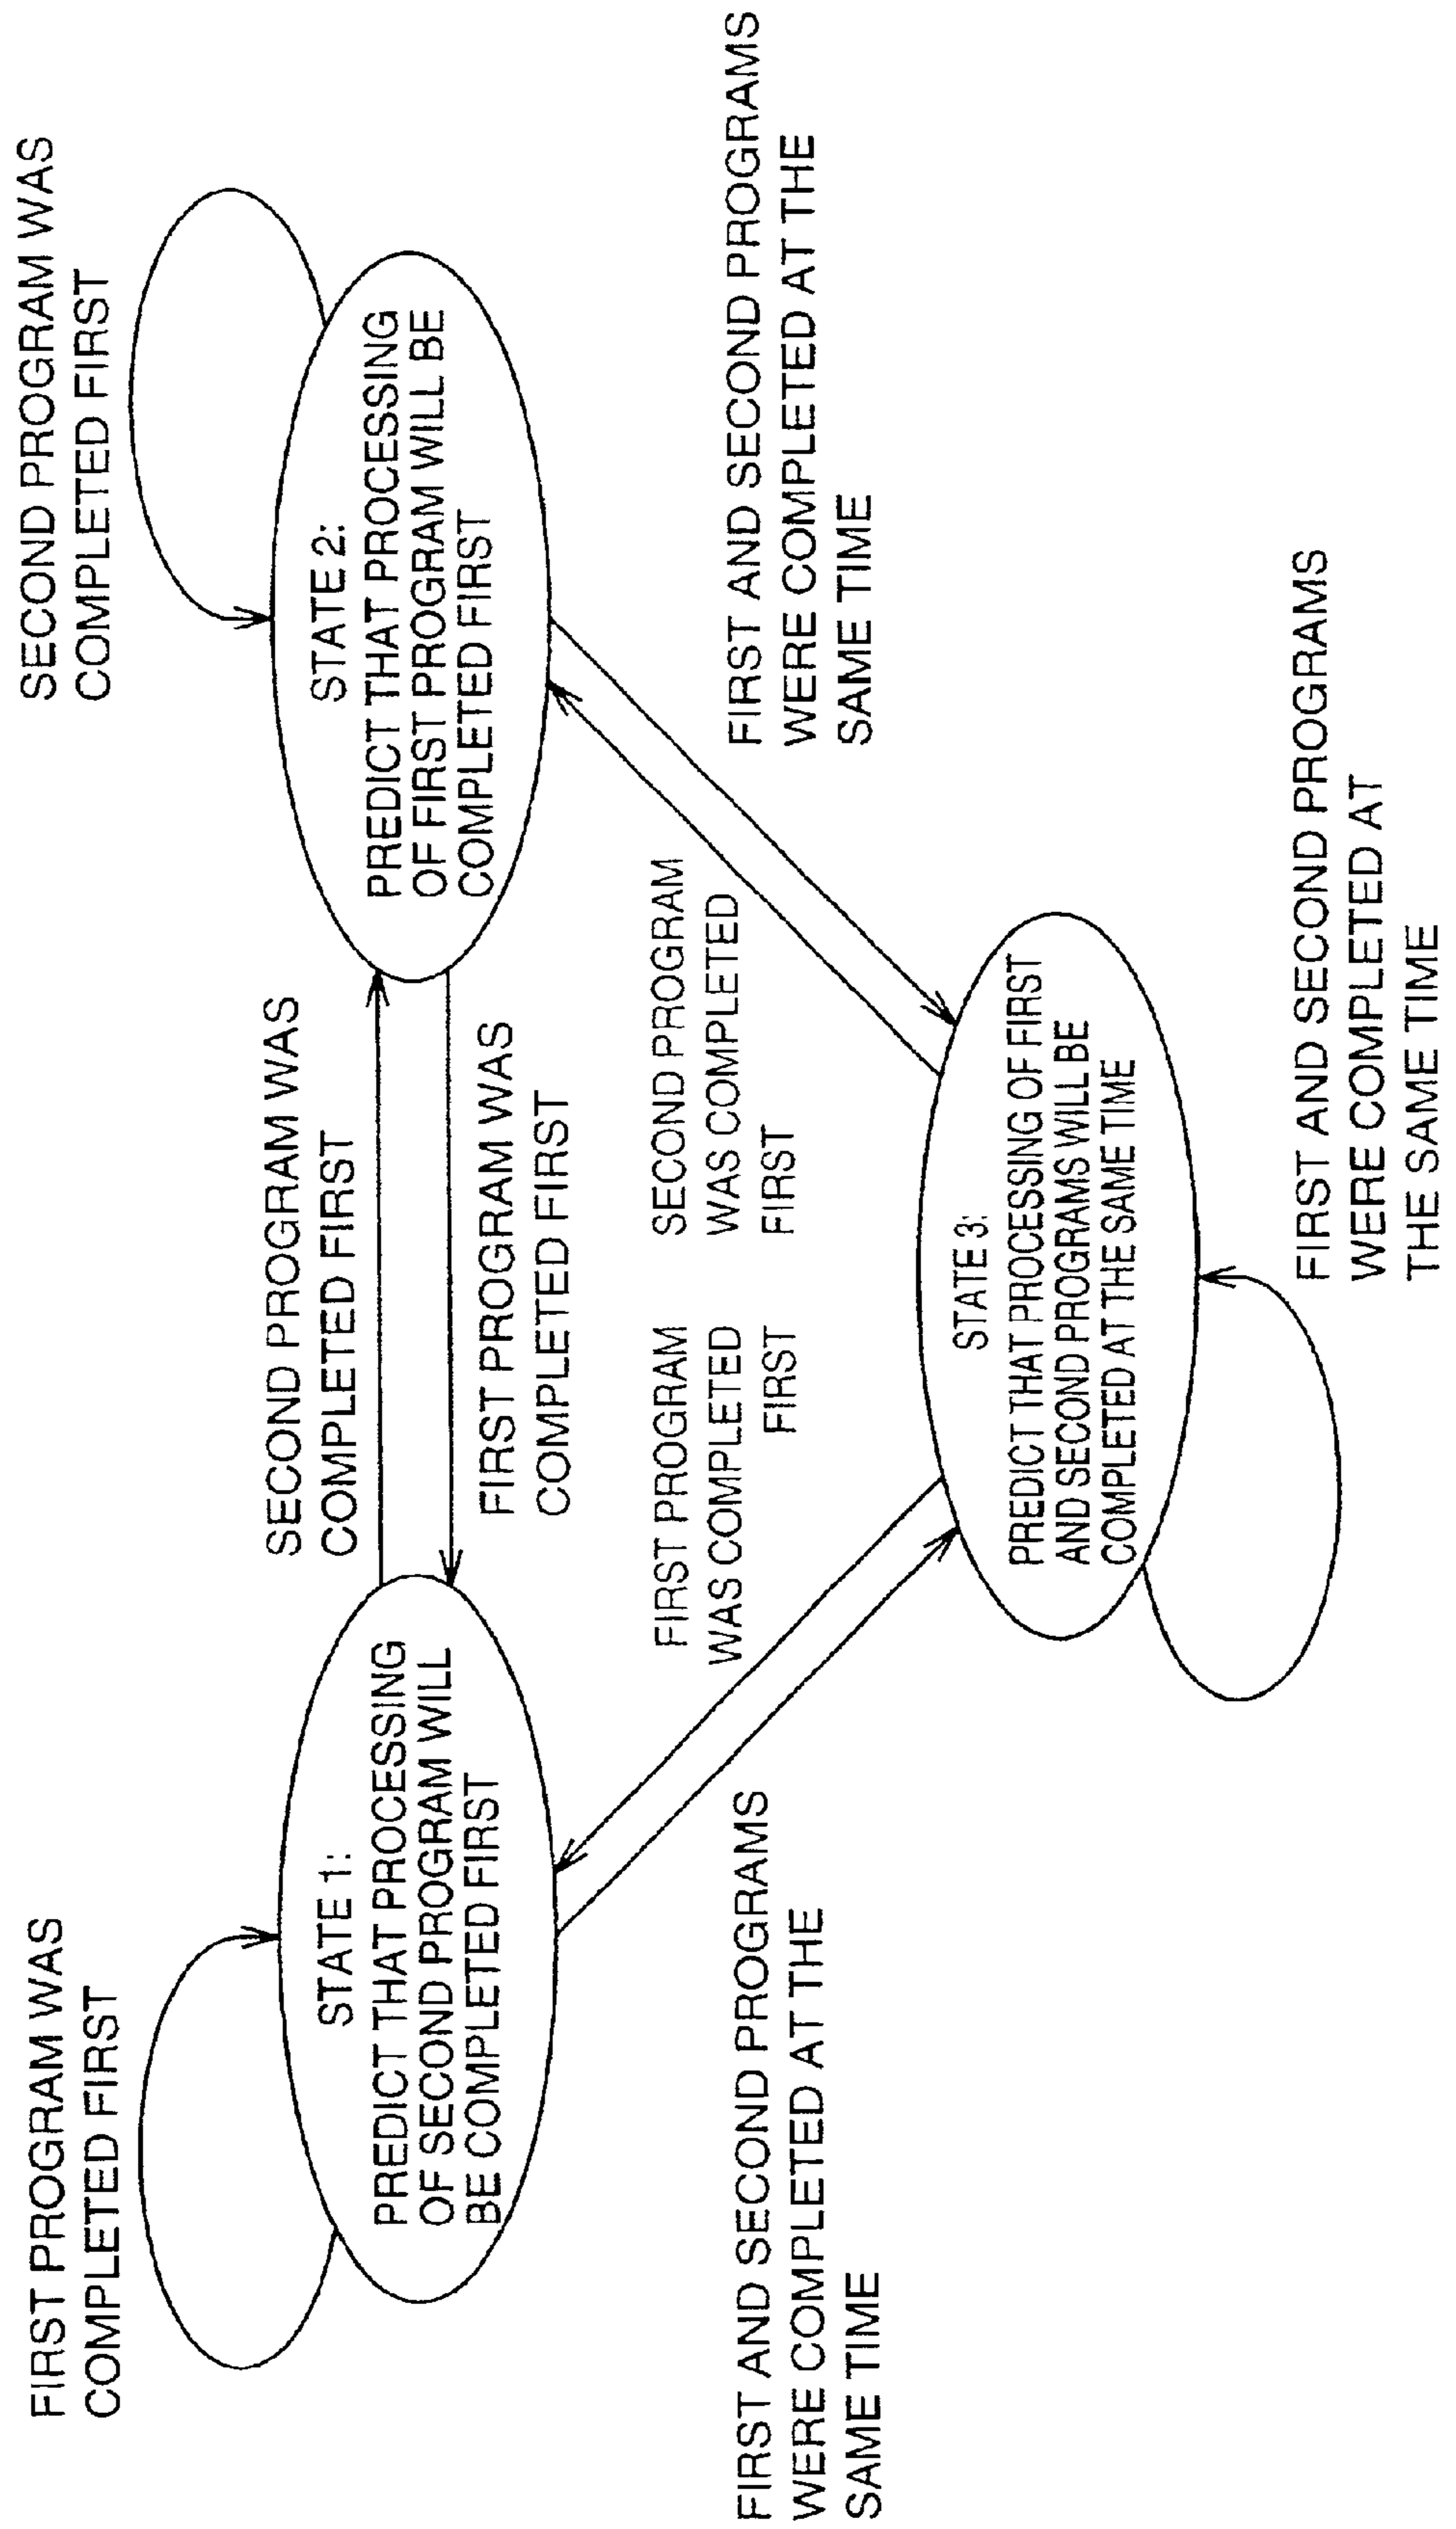 FIRST PROGRAM WAS
COMPLETED FIRST
SECOND PROGRAM WAS
COMPLETED FIRST
STATE 1:
PREDICT THAT PROCESSING
OF SECOND PROGRAM WILL
BE COMPLETED FIRST
SECOND PROGRAM WAS
COMPLETED FIRST
FIRST PROGRAM WAS
COMPLETED FIRST
STATE 2:
PREDICT THAT PROCESSING
OF FIRST PROGRAM WILL BE
COMPLETED FIRST
FIRST AND SECOND PROGRAMS
WERE COMPLETED AT THE
SAME TIME
FIRST PROGRAM
WAS COMPLETED
FIRST
SECOND PROGRAM
WAS COMPLETED
FIRST
FIRST AND SECOND PROGRAMS
WERE COMPLETED AT THE
SAME TIME
STATE 3:
PREDICT THAT PROCESSING OF FIRST
AND SECOND PROGRAMS WILL BE
COMPLETED AT THE SAME TIME
FIRST AND SECOND PROGRAMS
WERE COMPLETED AT
THE SAME TIME